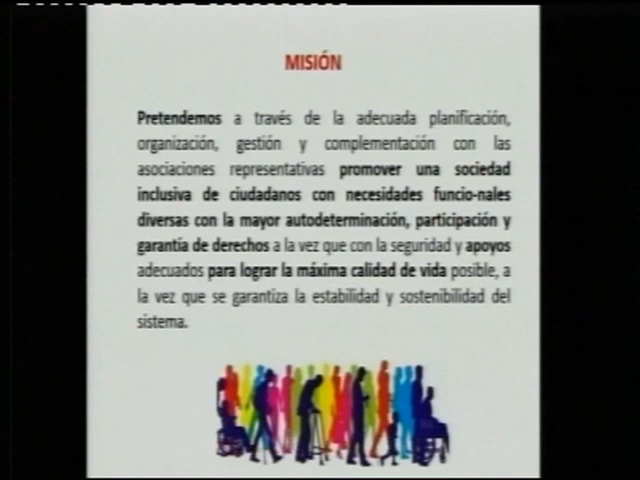 MISIÓN
Pretendemos a través de la adecuada planificación,
organización, gestión y complementación con las
asociaciones representativas promover una sociedad
inclusiva de ciudadanos con necesidades funcio-nales
diversas con la mayor autodeterminación, participación y
garantía de derechos a la vez que con la seguridad y apoyos
adecuados para lograr la máxima calidad de vida posible, a
la vez que se garantiza la estabilidad y sostenibilidad del
sistema.